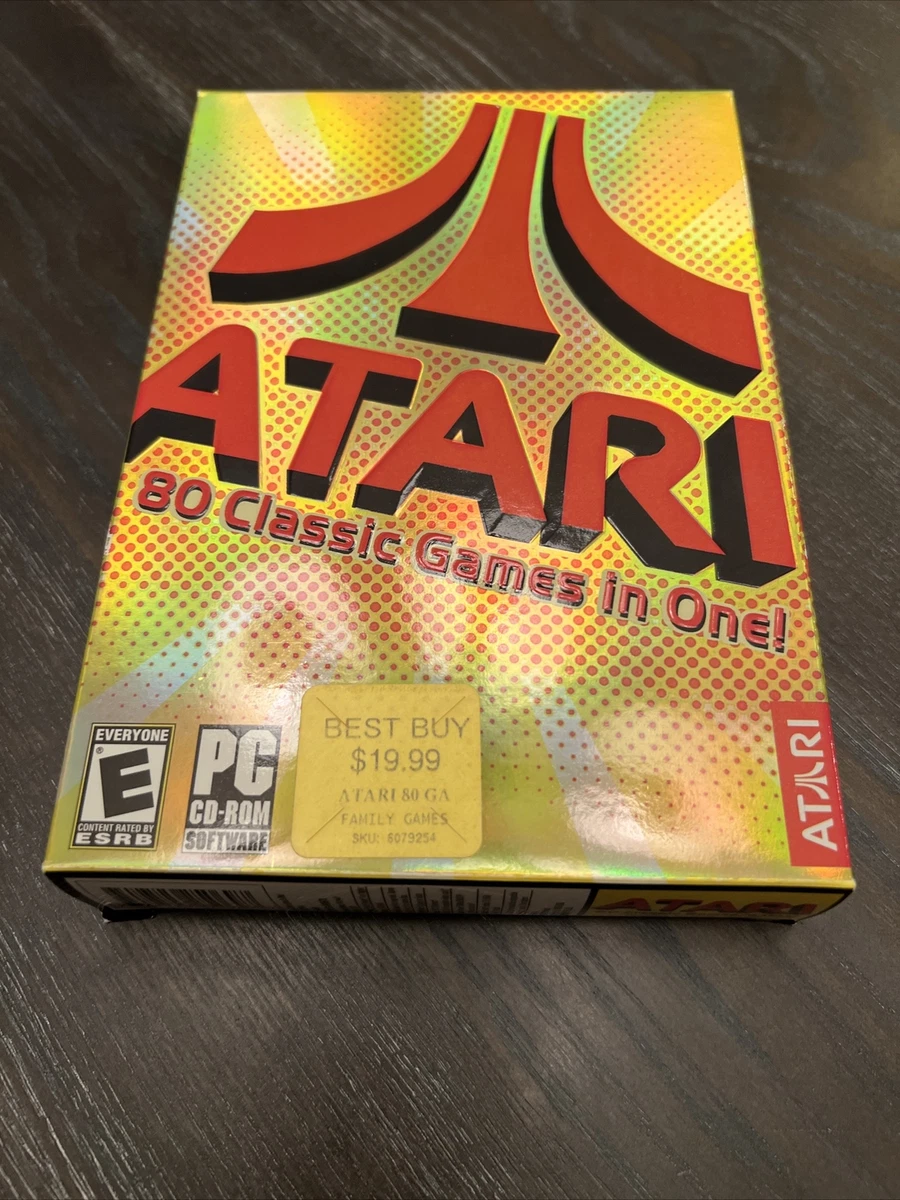 ATARI
80 Classic Games in One!
EVERYONE
E
CONTENT RATED BY
ESRB
PC
CD-ROM
SOFTWARE
BEST BUY
$19.99
ATARI 80 GA
FAMILY GAMES
SKU: 6079254
ATARI
ATARI